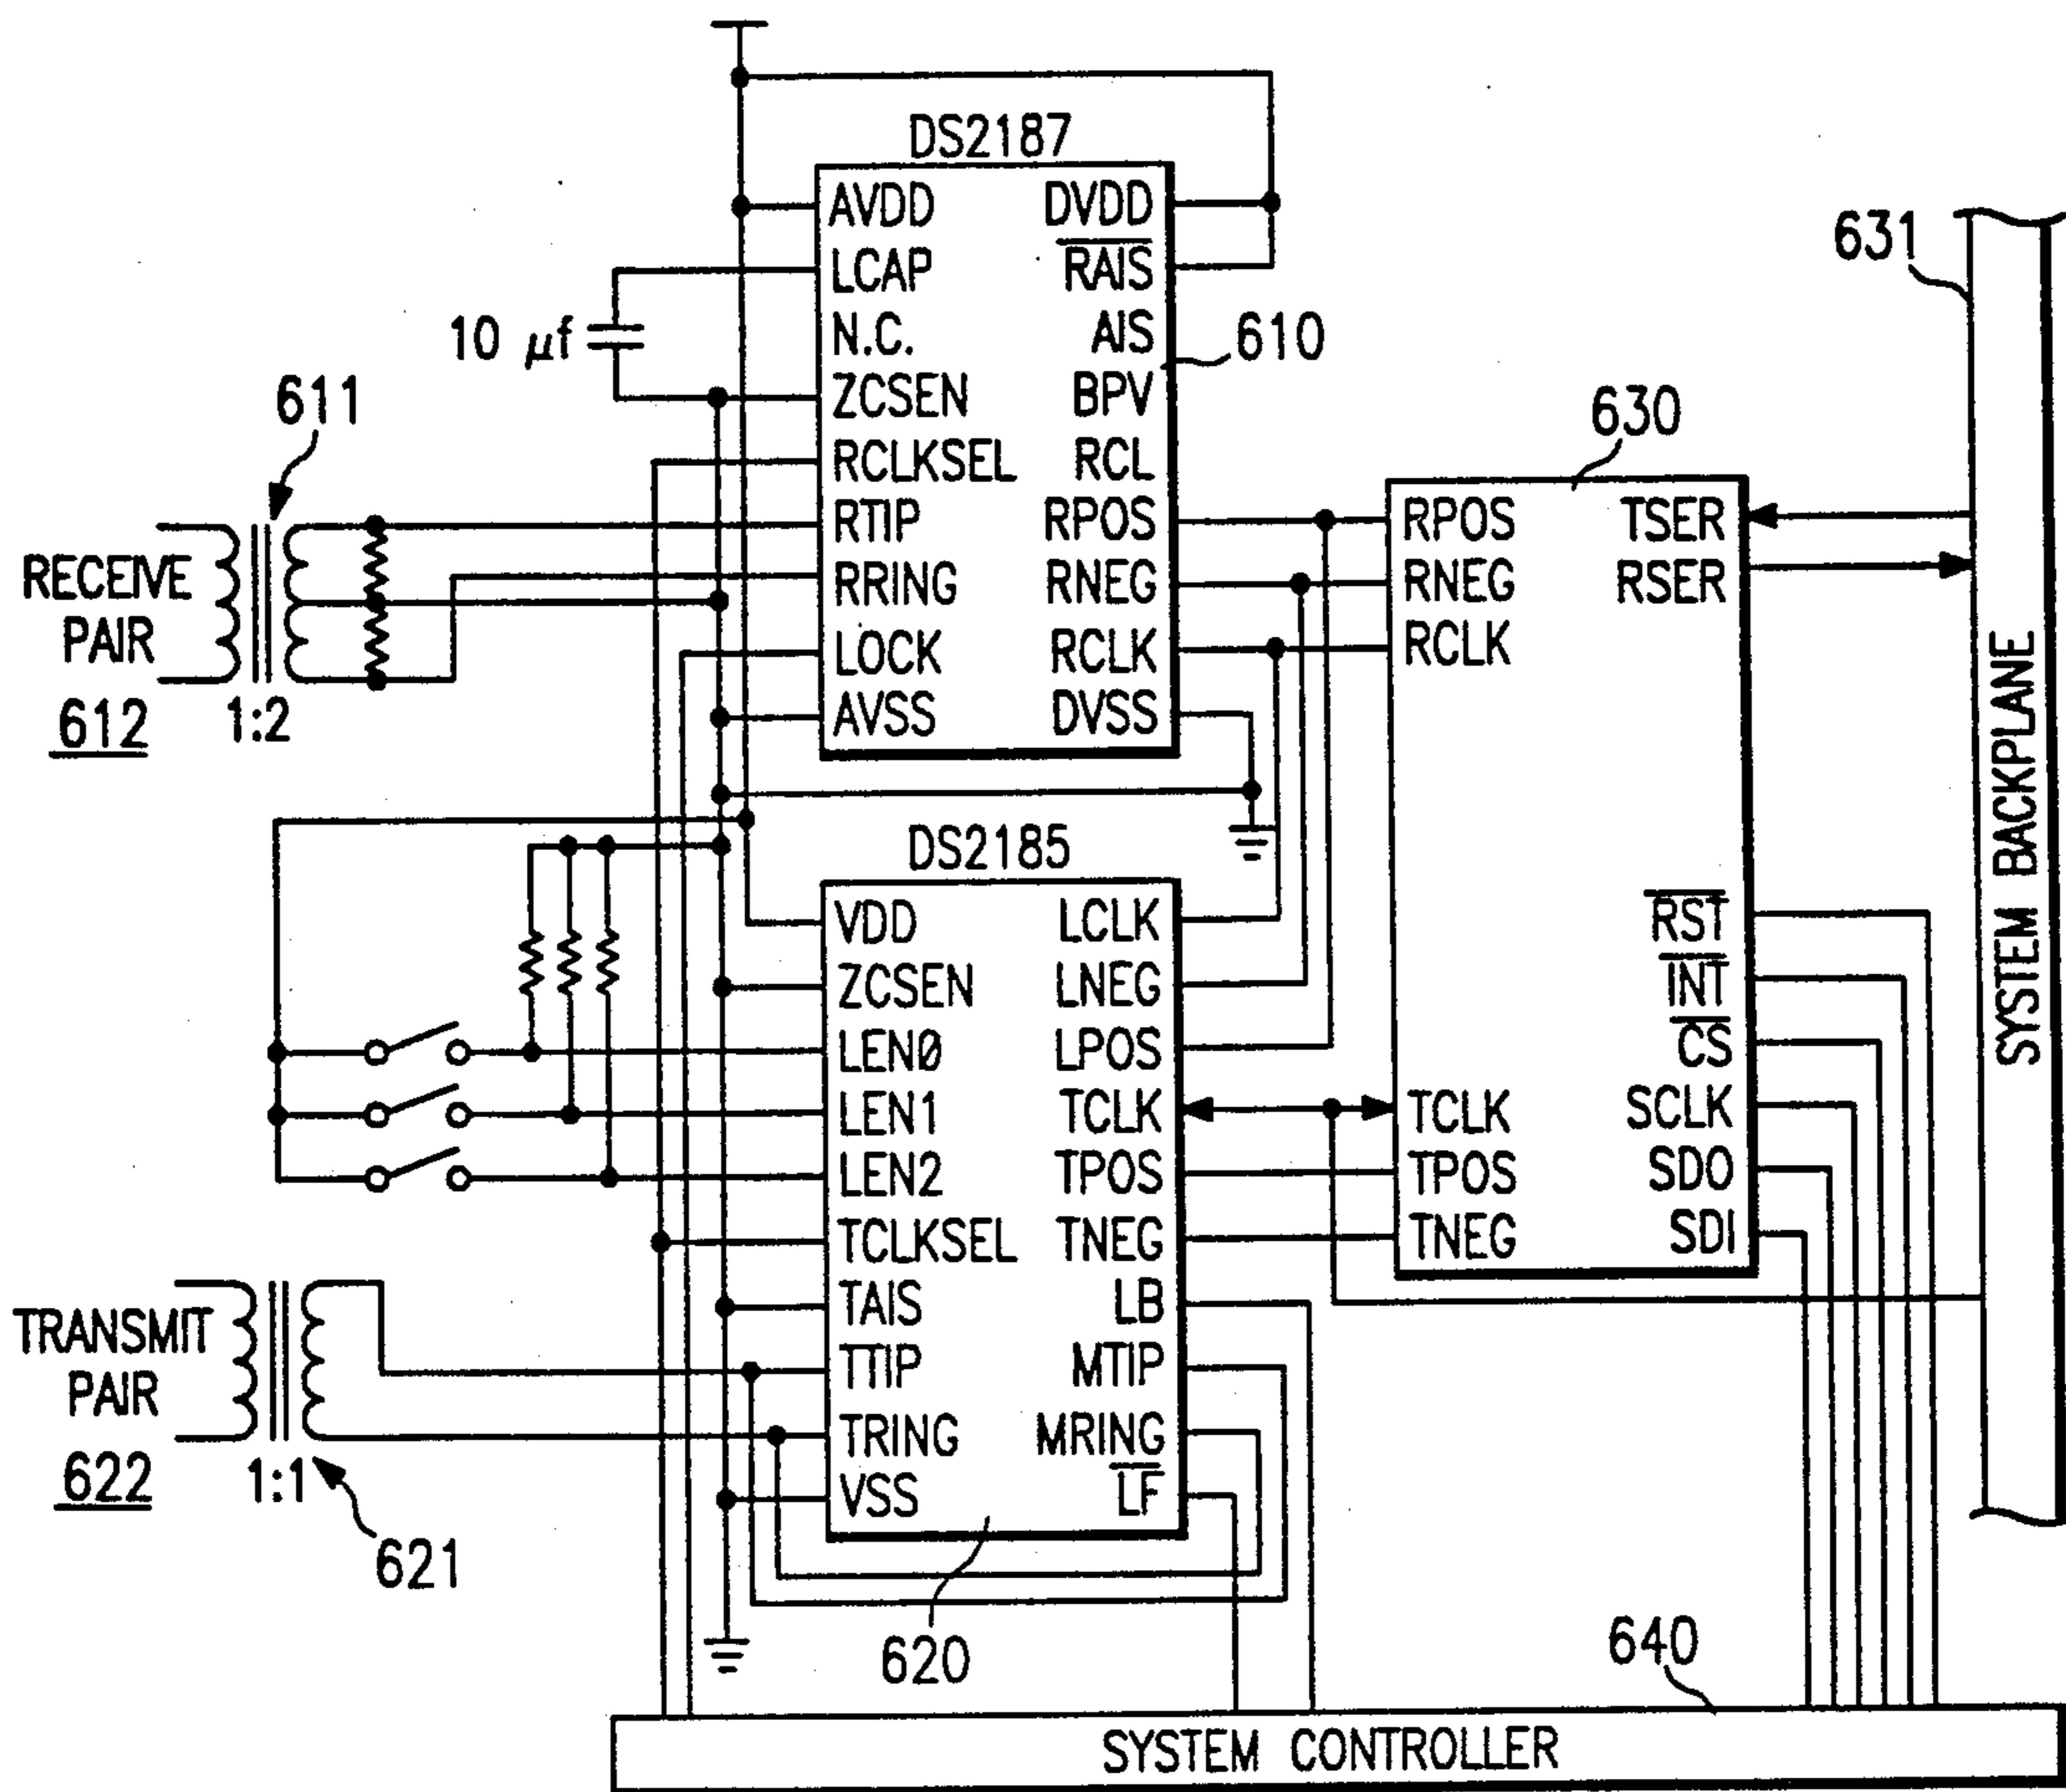 DS2187
AVDD DVDD
LCAP RAIS
N.C. AIS
ZCSEN BPV
RCLKSEL RCL
RTIP RPOS
RRING RNEG
LOCK RCLK
AVSS DVSS
10 μf
610
611
RECEIVE
PAIR
612
1:2
630
RPOS TSER
RNEG RSER
RCLK
RST
INT
CS
TCLK SCLK
TPOS SDO
TNEG SDI
631
SYSTEM BACKPLANE
DS2185
VDD LCLK
ZCSEN LNEG
LEN0 LPOS
LEN1 TCLK
LEN2 TPOS
TCLKSEL TNEG
TAIS LB
TTIP MTIP
TRING MRING
VSS LF
TRANSMIT
PAIR
622
1:1
621
620
640
SYSTEM CONTROLLER